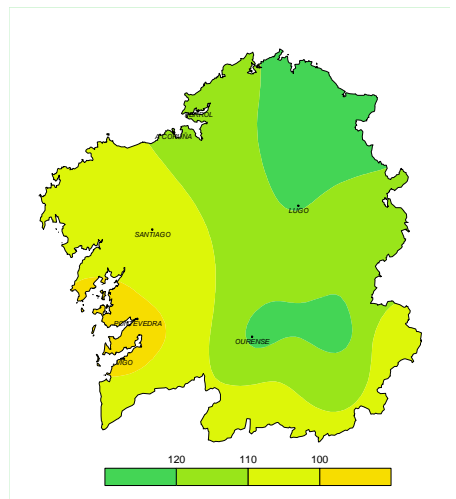 FERROL
A CORUÑA
LUGO
SANTIAGO
PONTEVEDRA
OURENSE
VIGO
120 110 100